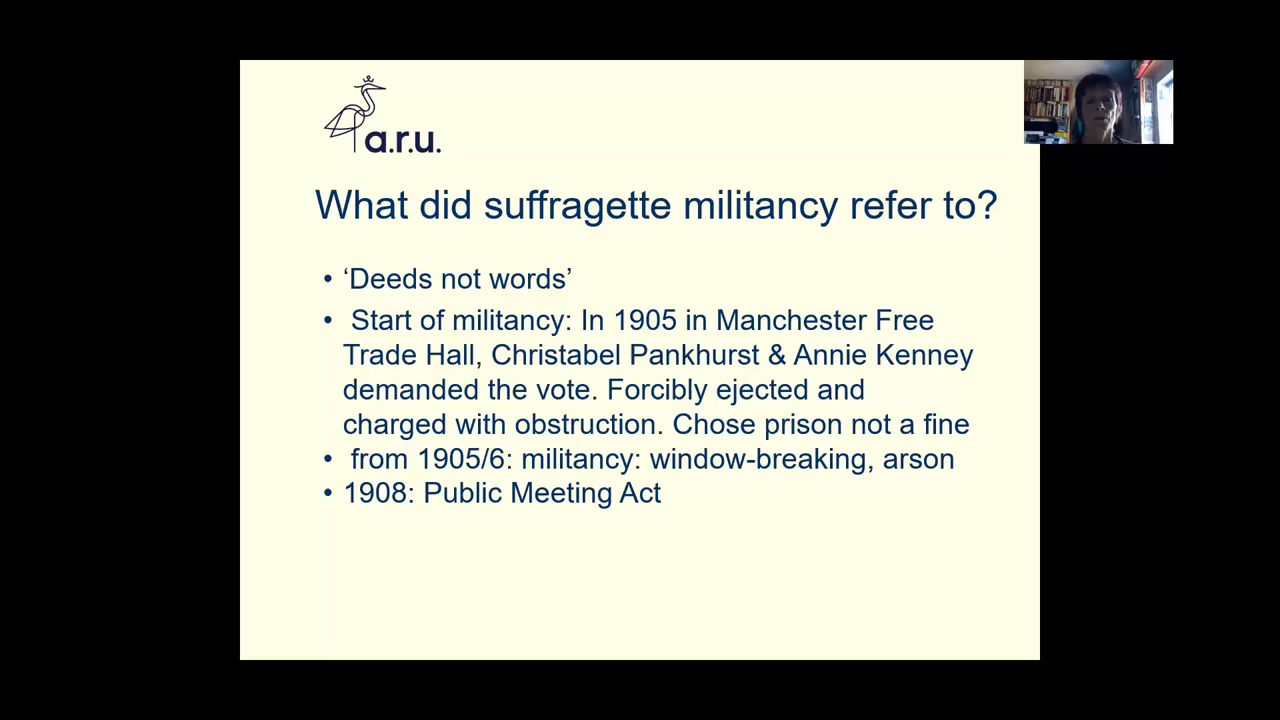 a.r.u.
What did suffragette militancy refer to?
• ‘Deeds not words’
• Start of militancy: In 1905 in Manchester Free
Trade Hall, Christabel Pankhurst & Annie Kenney
demanded the vote. Forcibly ejected and
charged with obstruction. Chose prison not a fine
• from 1905/6: militancy: window-breaking, arson
• 1908: Public Meeting Act